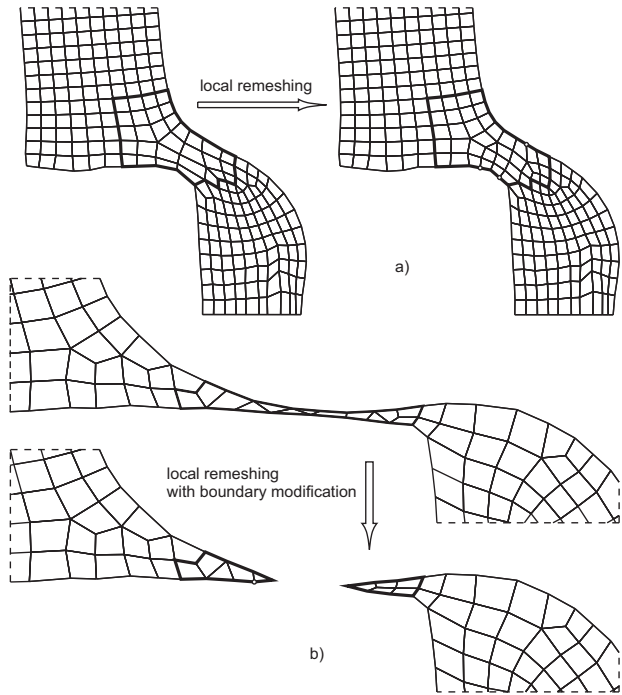 local remeshing
a)
local remeshing
with boundary modification
b)